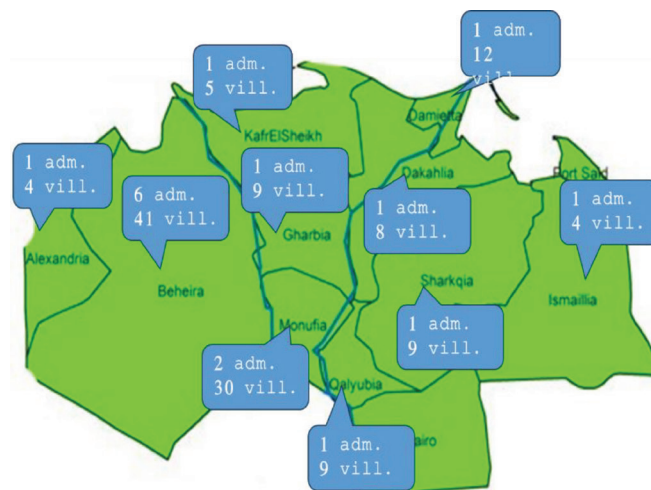 1 adm.
12
vill.
1 adm.
5 vill.
Damietta
KafrElSheikh
1 adm.
4 vill.
1 adm.
9 vill.
Dakahlia
Port Said
6 adm.
41 vill.
1 adm.
8 vill.
1 adm.
4 vill.
Gharbia
Alexandria
Beheira
Sharkqia
Ismaillia
Monufia
1 adm.
9 vill.
2 adm.
30 vill.
Qalyubia
1 adm.
9 vill.
airo